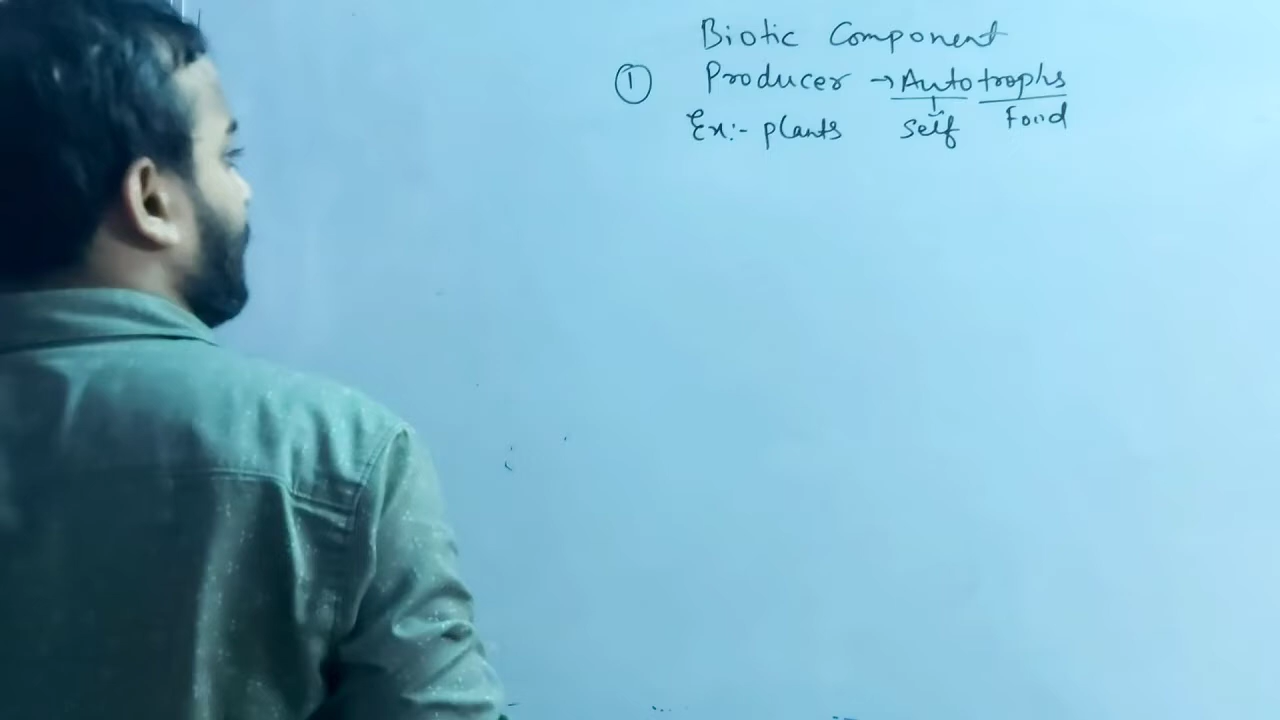 Biotic Component
① Producer → Autotrophs
Ex:- plants self Food